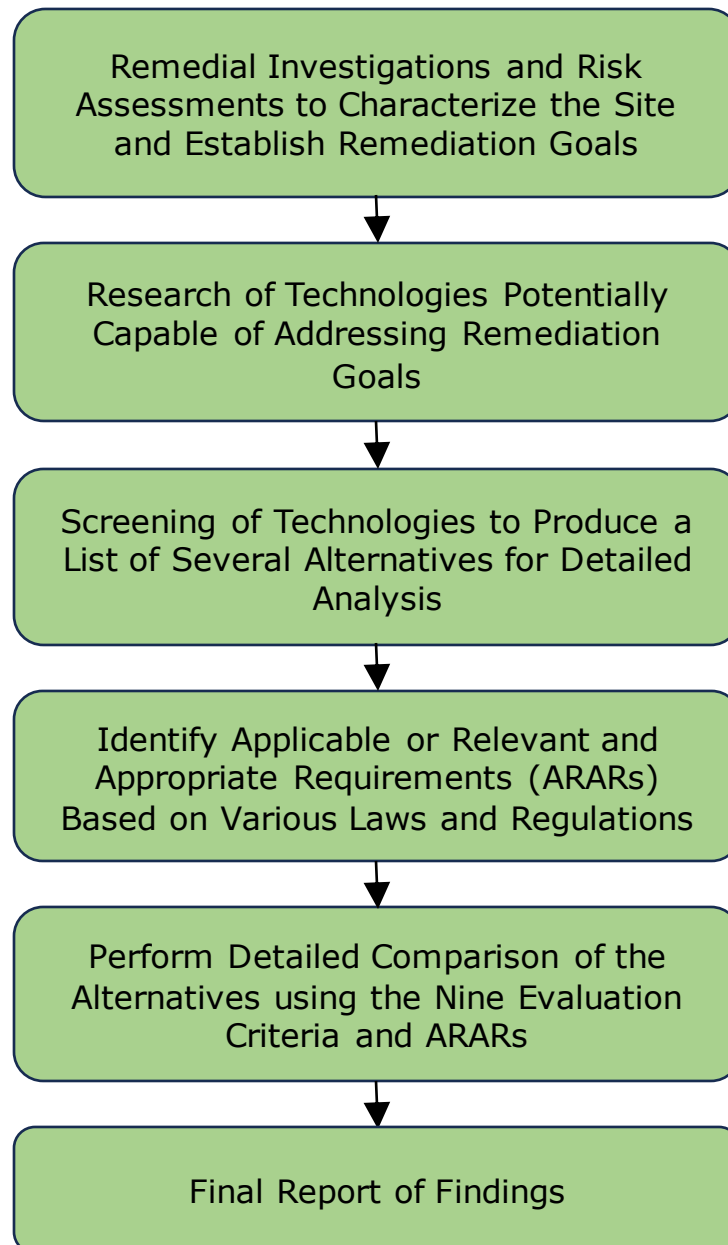 Remedial Investigations and Risk
Assessments to Characterize the Site
and Establish Remediation Goals
Research of Technologies Potentially
Capable of Addressing Remediation
Goals
Screening of Technologies to Produce a
List of Several Alternatives for Detailed
Analysis
Identify Applicable or Relevant and
Appropriate Requirements (ARARs)
Based on Various Laws and Regulations
Perform Detailed Comparison of the
Alternatives using the Nine Evaluation
Criteria and ARARs
Final Report of Findings